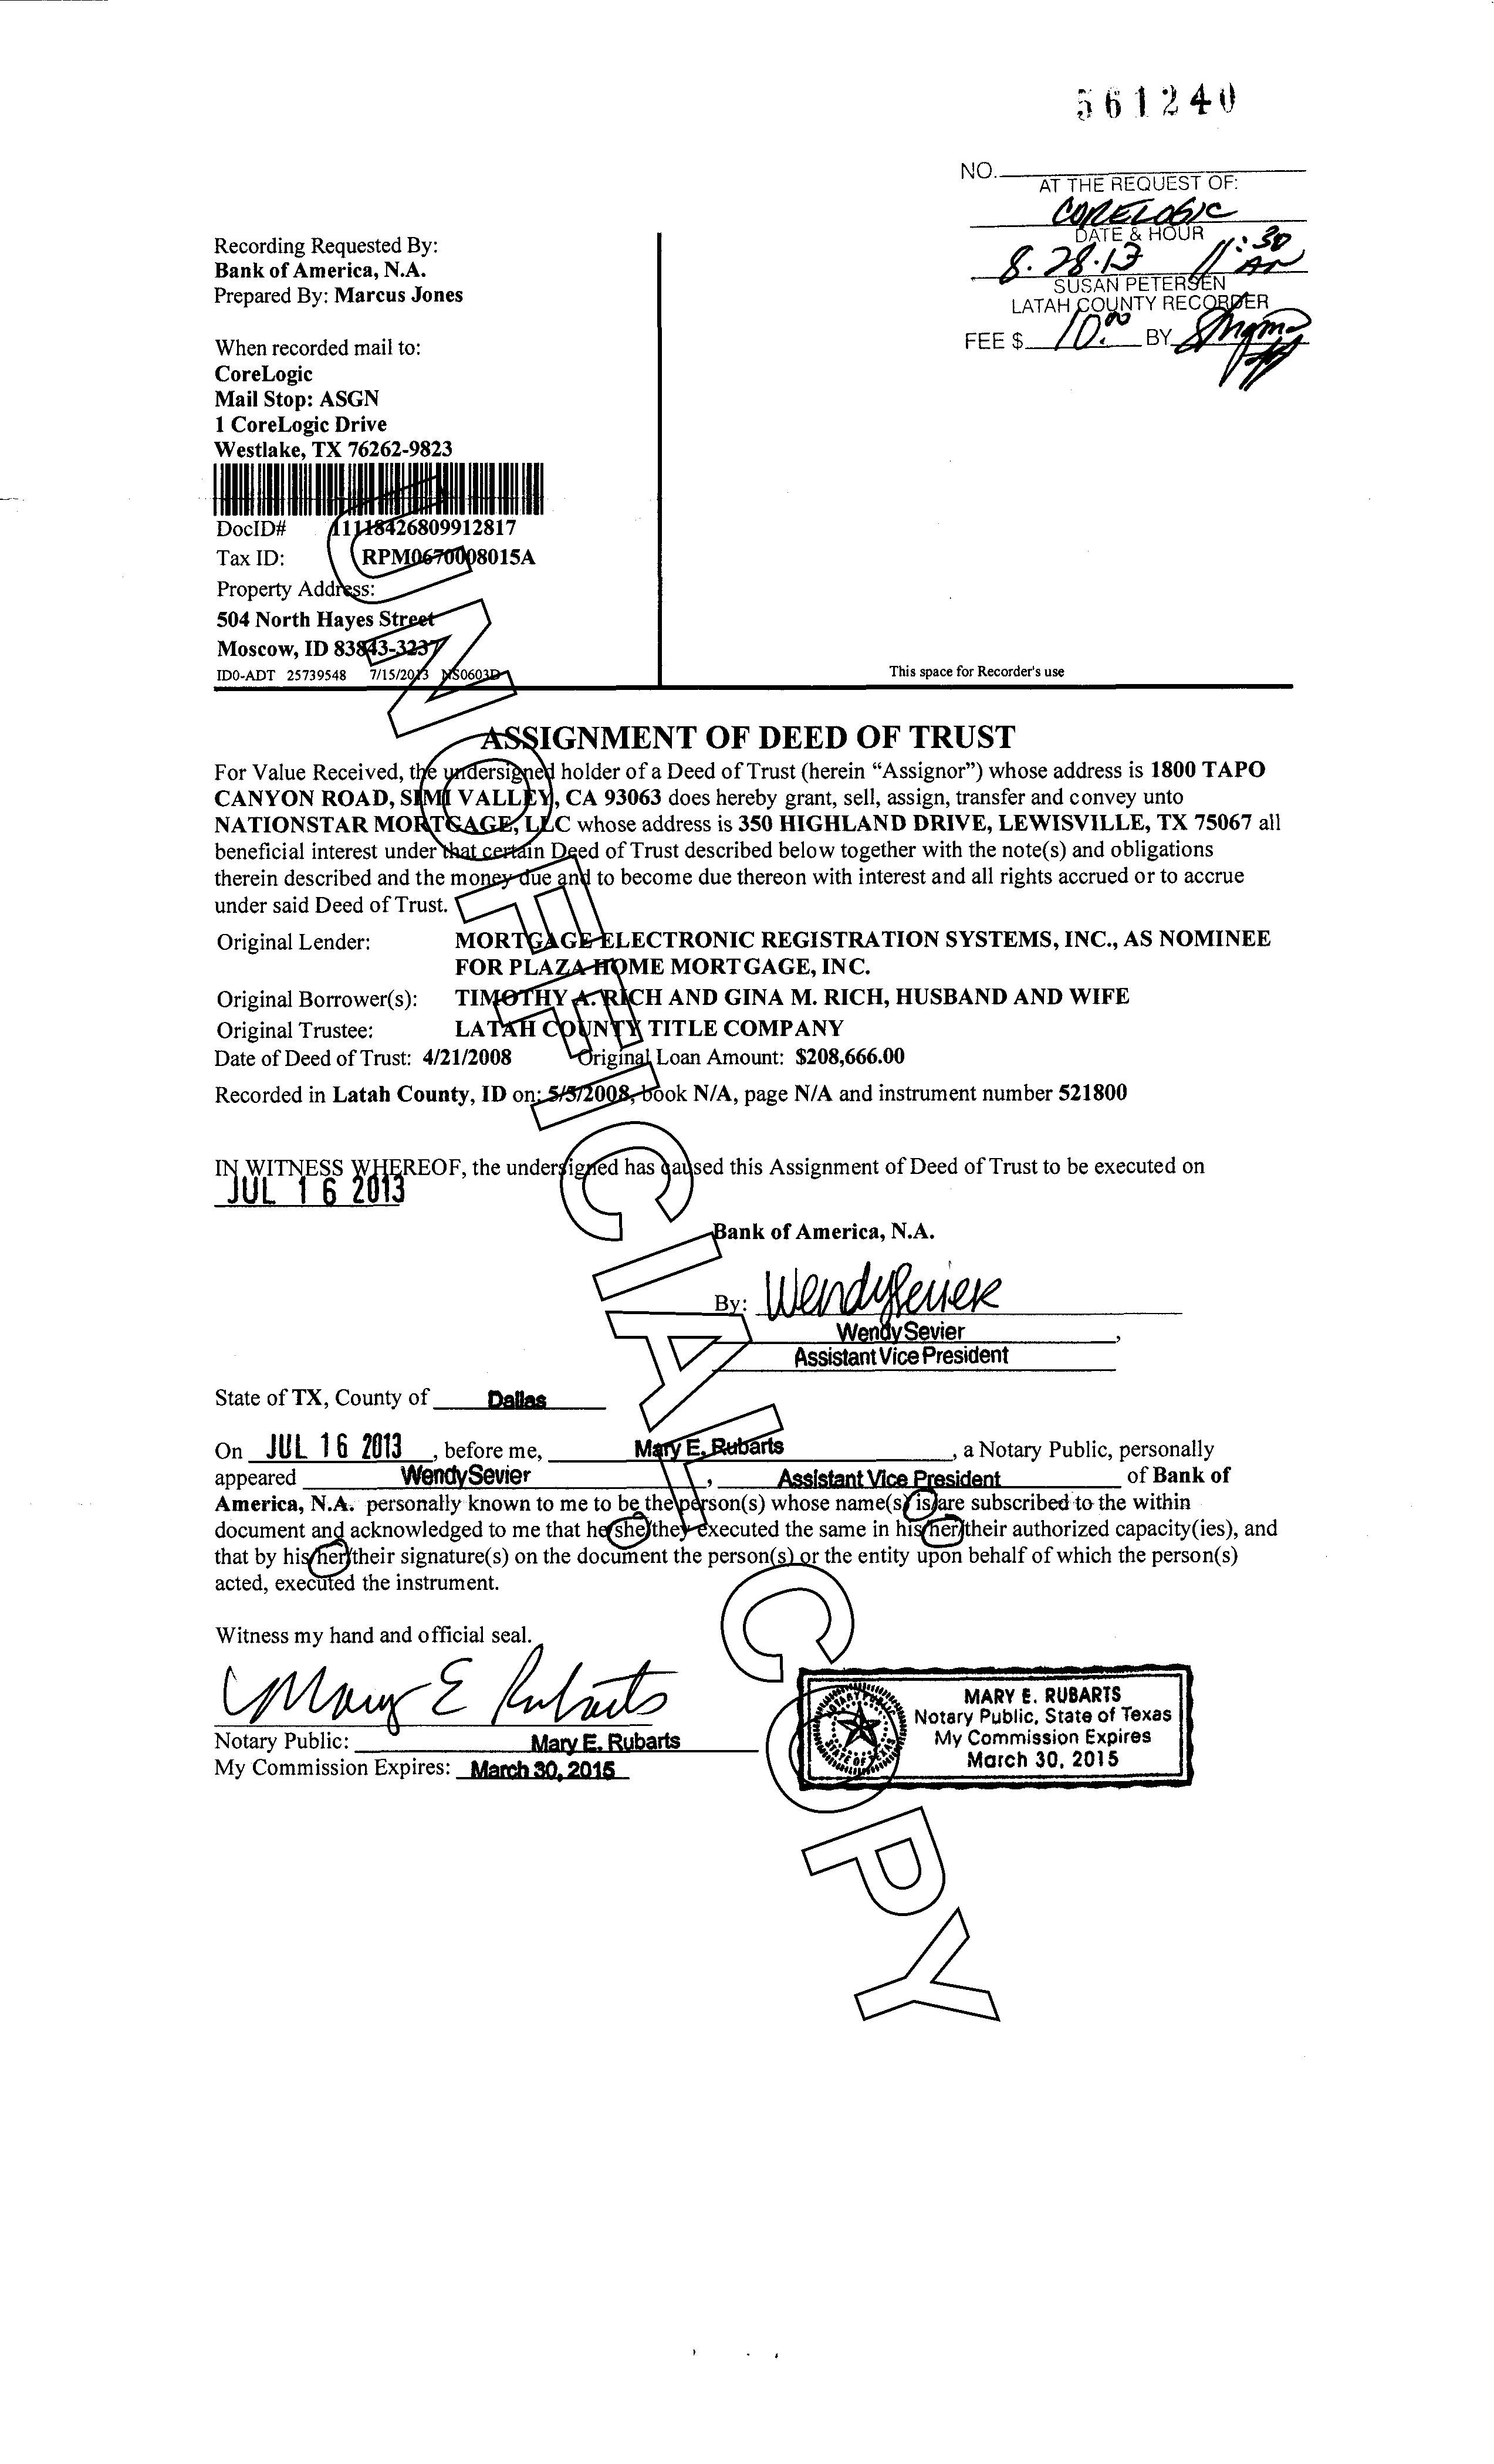 561240
NO.
AT THE REQUEST OF:
CORELOGIC
DATE & HOUR
8.28.13 11:30 AM
SUSAN PETERSEN
LATAH COUNTY RECORDER
FEE $ 10.00 BY
Recording Requested By:
Bank of America, N.A.
Prepared By: Marcus Jones
When recorded mail to:
CoreLogic
Mail Stop: ASGN
1 CoreLogic Drive
Westlake, TX 76262-9823
DocID# 11118426809912817
Tax ID: RPM0670008015A
Property Address:
504 North Hayes Street
Moscow, ID 83843-3237
ID0-ADT 25739548 7/15/2013 NS0603D
This space for Recorder's use
ASSIGNMENT OF DEED OF TRUST
For Value Received, the undersigned holder of a Deed of Trust (herein “Assignor”) whose address is 1800 TAPO
CANYON ROAD, SIMI VALLEY, CA 93063 does hereby grant, sell, assign, transfer and convey unto
NATIONSTAR MORTGAGE, LLC whose address is 350 HIGHLAND DRIVE, LEWISVILLE, TX 75067 all
beneficial interest under that certain Deed of Trust described below together with the note(s) and obligations
therein described and the money due and to become due thereon with interest and all rights accrued or to accrue
under said Deed of Trust.
Original Lender: MORTGAGE ELECTRONIC REGISTRATION SYSTEMS, INC., AS NOMINEE
FOR PLAZA HOME MORTGAGE, INC.
Original Borrower(s): TIMOTHY A. RICH AND GINA M. RICH, HUSBAND AND WIFE
Original Trustee: LATAH COUNTY TITLE COMPANY
Date of Deed of Trust: 4/21/2008 Original Loan Amount: $208,666.00
Recorded in Latah County, ID on: 5/5/2008, book N/A, page N/A and instrument number 521800
IN WITNESS WHEREOF, the undersigned has caused this Assignment of Deed of Trust to be executed on
JUL 16 2013
Bank of America, N.A.
By: Wendy Sevier
Wendy Sevier,
Assistant Vice President
State of TX, County of Dallas
On JUL 16 2013, before me, Mary E. Rubarts, a Notary Public, personally
appeared Wendy Sevier, Assistant Vice President of Bank of
America, N.A. personally known to me to be the person(s) whose name(s) is/are subscribed to the within
document and acknowledged to me that he/she/they executed the same in his/her/their authorized capacity(ies), and
that by his/her/their signature(s) on the document the person(s) or the entity upon behalf of which the person(s)
acted, executed the instrument.
Witness my hand and official seal.
Mary E Rubarts
Notary Public: Mary E. Rubarts
My Commission Expires: March 30, 2015
NOTARY PUBLIC
STATE OF TEXAS
MARY E. RUBARTS
Notary Public, State of Texas
My Commission Expires
March 30, 2015
UNOFFICIAL COPY